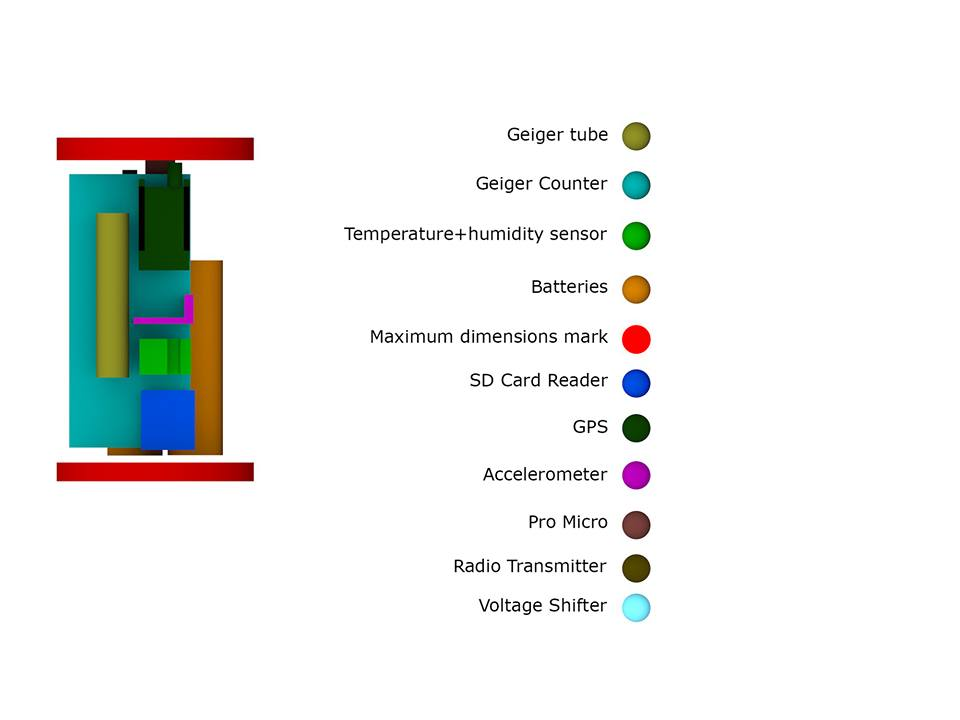 Geiger tube
Geiger Counter
Temperature+humidity sensor
Batteries
Maximum dimensions mark
SD Card Reader
GPS
Accelerometer
Pro Micro
Radio Transmitter
Voltage Shifter